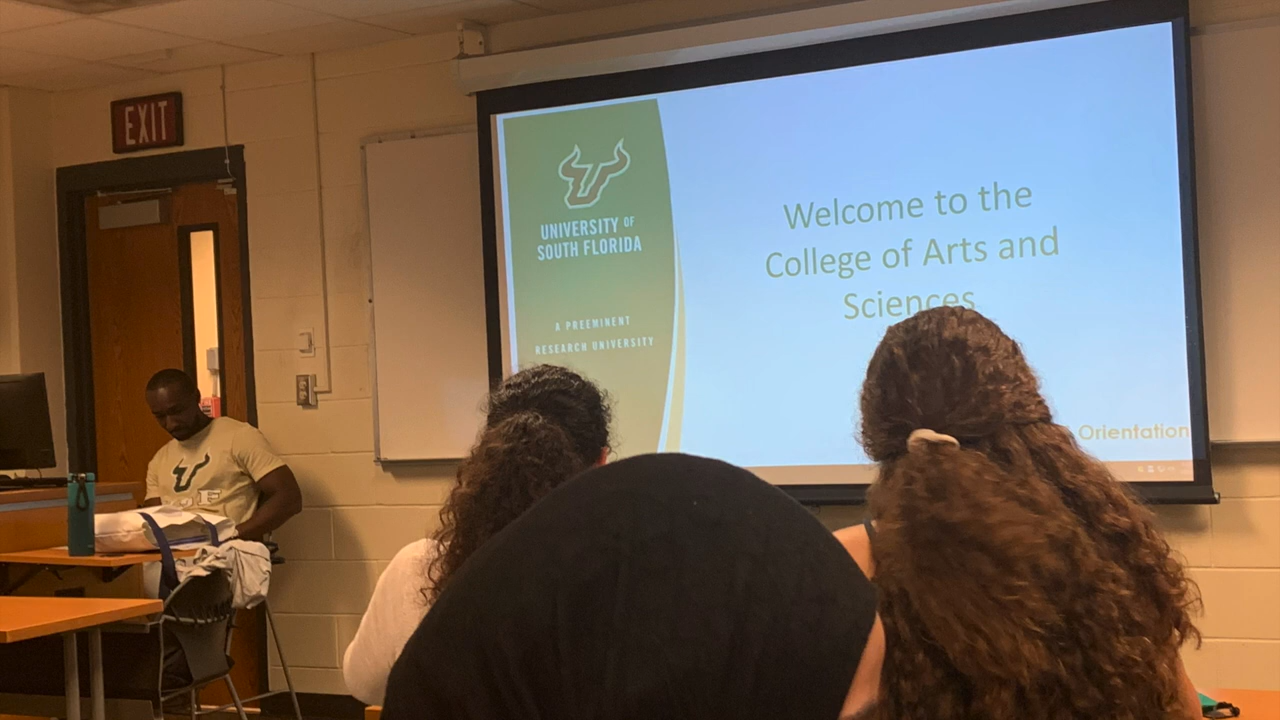 EXIT
UNIVERSITY OF
SOUTH FLORIDA
A PREEMINENT
RESEARCH UNIVERSITY
Welcome to the
College of Arts and
Sciences
Orientation